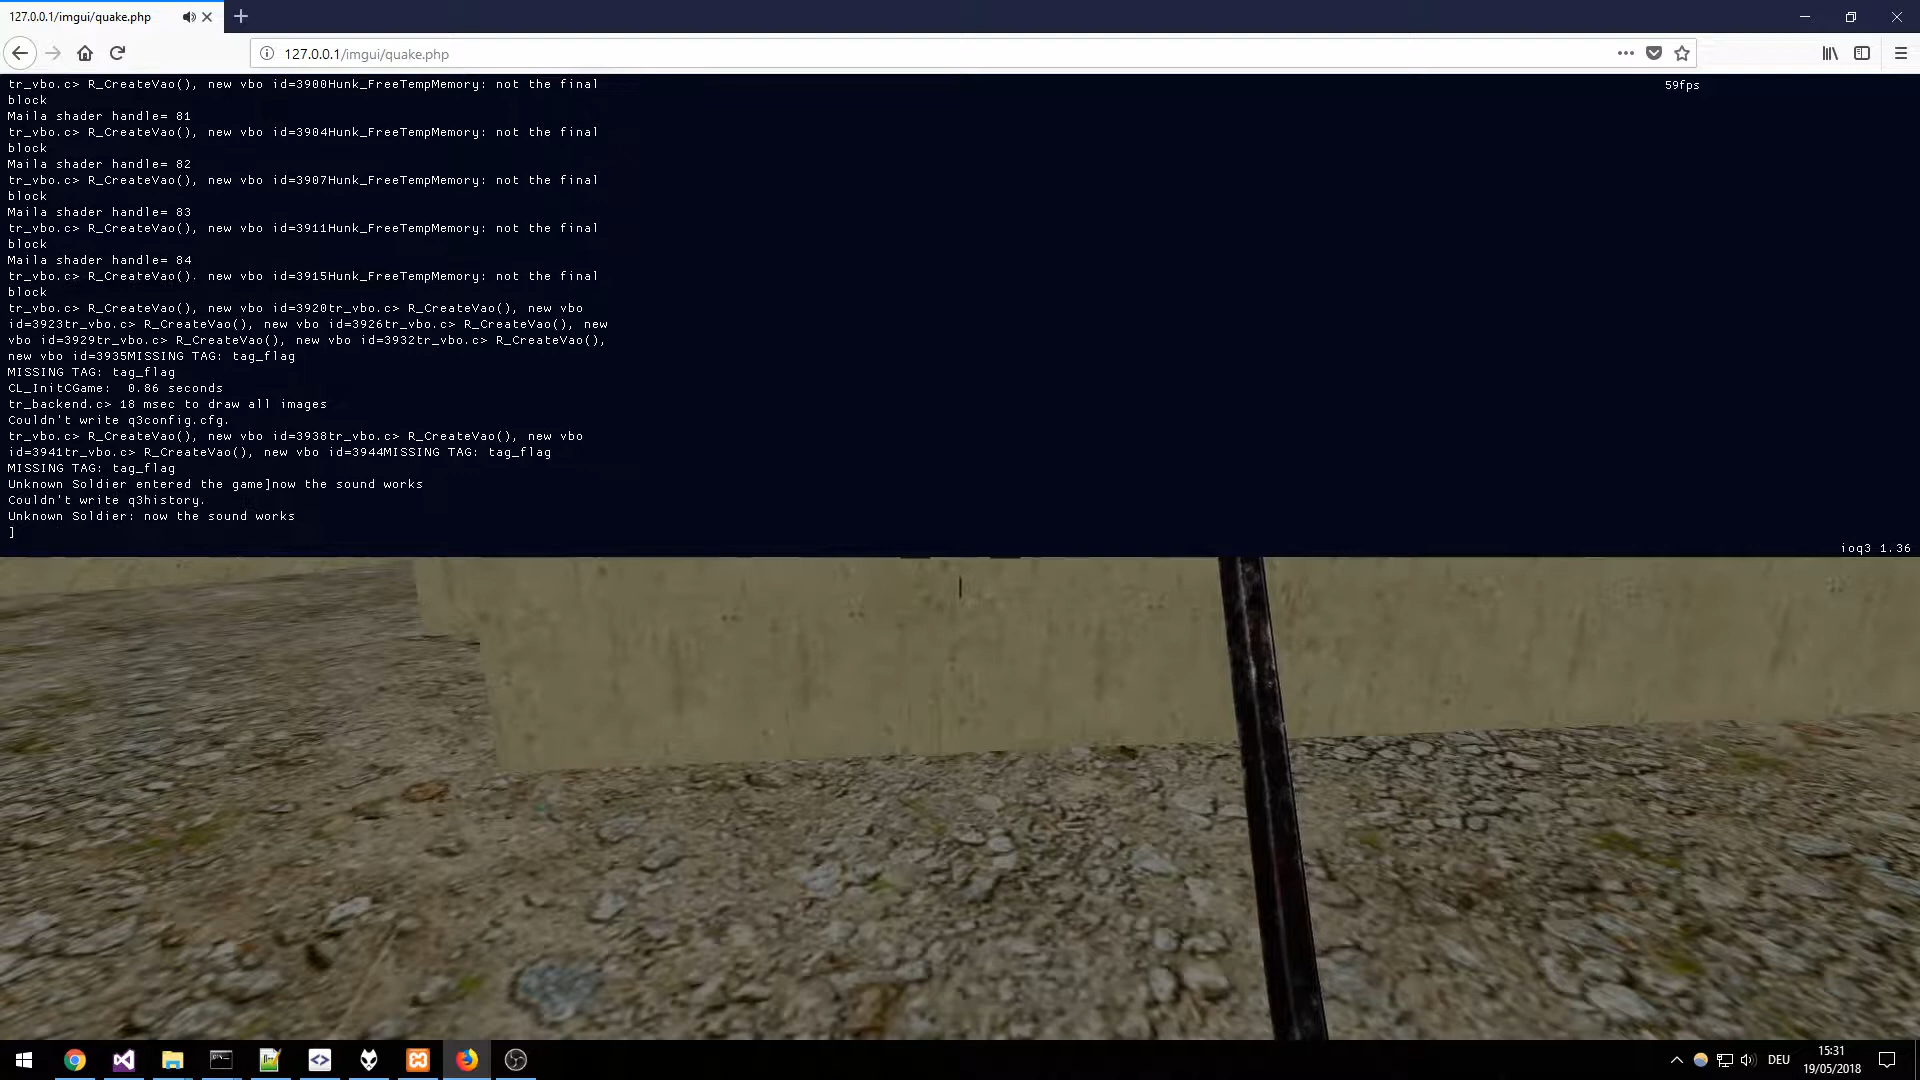 127.0.0.1/imgui/quake.php
127.0.0.1/imgui/quake.php
tr_vbo.c> R_CreateVao(), new vbo id=3900Hunk_FreeTempMemory: not the final
59fps
block
Maila shader handle= 81
tr_vbo.c> R_CreateVao(), new vbo id=3904Hunk_FreeTempMemory: not the final
block
Maila shader handle= 82
tr_vbo.c> R_CreateVao(), new vbo id=3907Hunk_FreeTempMemory: not the final
block
Maila shader handle= 83
tr_vbo.c> R_CreateVao(), new vbo id=3911Hunk_FreeTempMemory: not the final
block
Maila shader handle= 84
tr_vbo.c> R_CreateVao(), new vbo id=3915Hunk_FreeTempMemory: not the final
block
tr_vbo.c> R_CreateVao(), new vbo id=3920tr_vbo.c> R_CreateVao(), new vbo
id=3923tr_vbo.c> R_CreateVao(), new vbo id=3926tr_vbo.c> R_CreateVao(), new
vbo id=3929tr_vbo.c> R_CreateVao(), new vbo id=3932tr_vbo.c> R_CreateVao(),
new vbo id=3935MISSING TAG: tag_flag
MISSING TAG: tag_flag
CL_InitCGame:  0.86 seconds
tr_backend.c> 18 msec to draw all images
Couldn't write q3config.cfg.
tr_vbo.c> R_CreateVao(), new vbo id=3938tr_vbo.c> R_CreateVao(), new vbo
id=3941tr_vbo.c> R_CreateVao(), new vbo id=3944MISSING TAG: tag_flag
MISSING TAG: tag_flag
Unknown Soldier entered the game]now the sound works
Couldn't write q3history.
Unknown Soldier: now the sound works
]
ioq3 1.36
DEU
15:31
19/05/2018